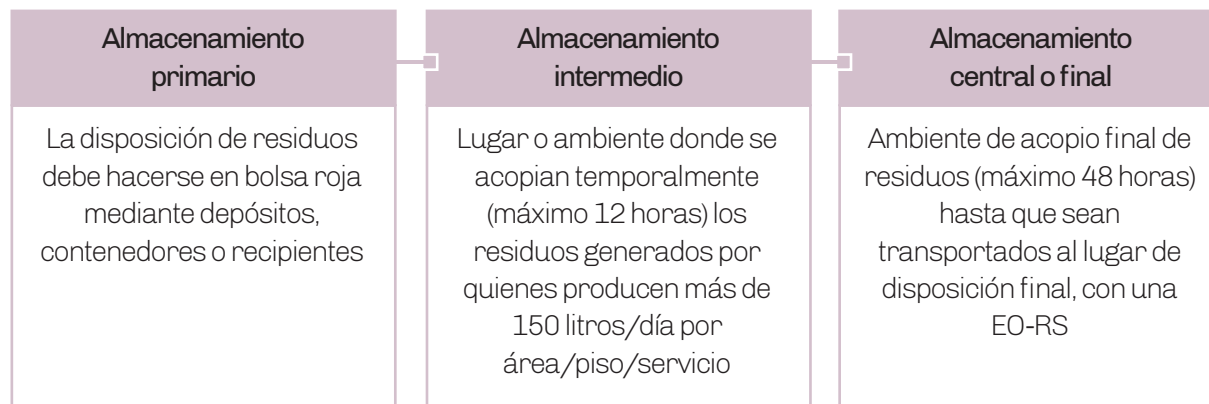 Almacenamiento
primario
La disposición de residuos
debe hacerse en bolsa roja
mediante depósitos,
contenedores o recipientes
Almacenamiento
intermedio
Lugar o ambiente donde se
acopian temporalmente
(máximo 12 horas) los
residuos generados por
quienes producen más de
150 litros/día por
área/piso/servicio
Almacenamiento
central o final
Ambiente de acopio final de
residuos (máximo 48 horas)
hasta que sean
transportados al lugar de
disposición final, con una
EO-RS